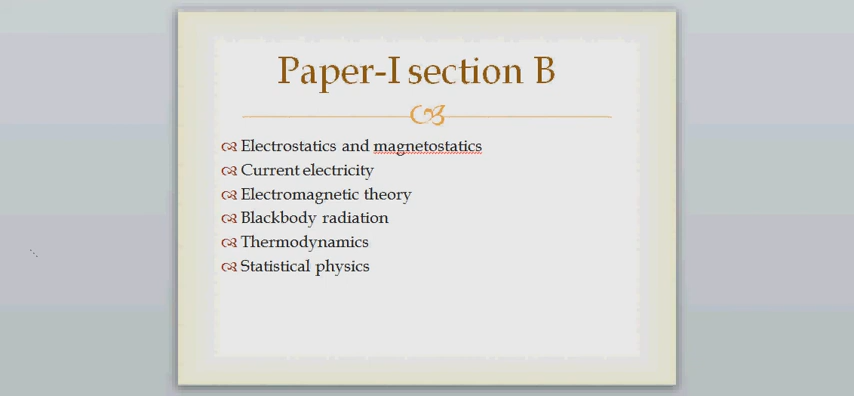 Paper-I section B
Electrostatics and magnetostatics
Current electricity
Electromagnetic theory
Blackbody radiation
Thermodynamics
Statistical physics